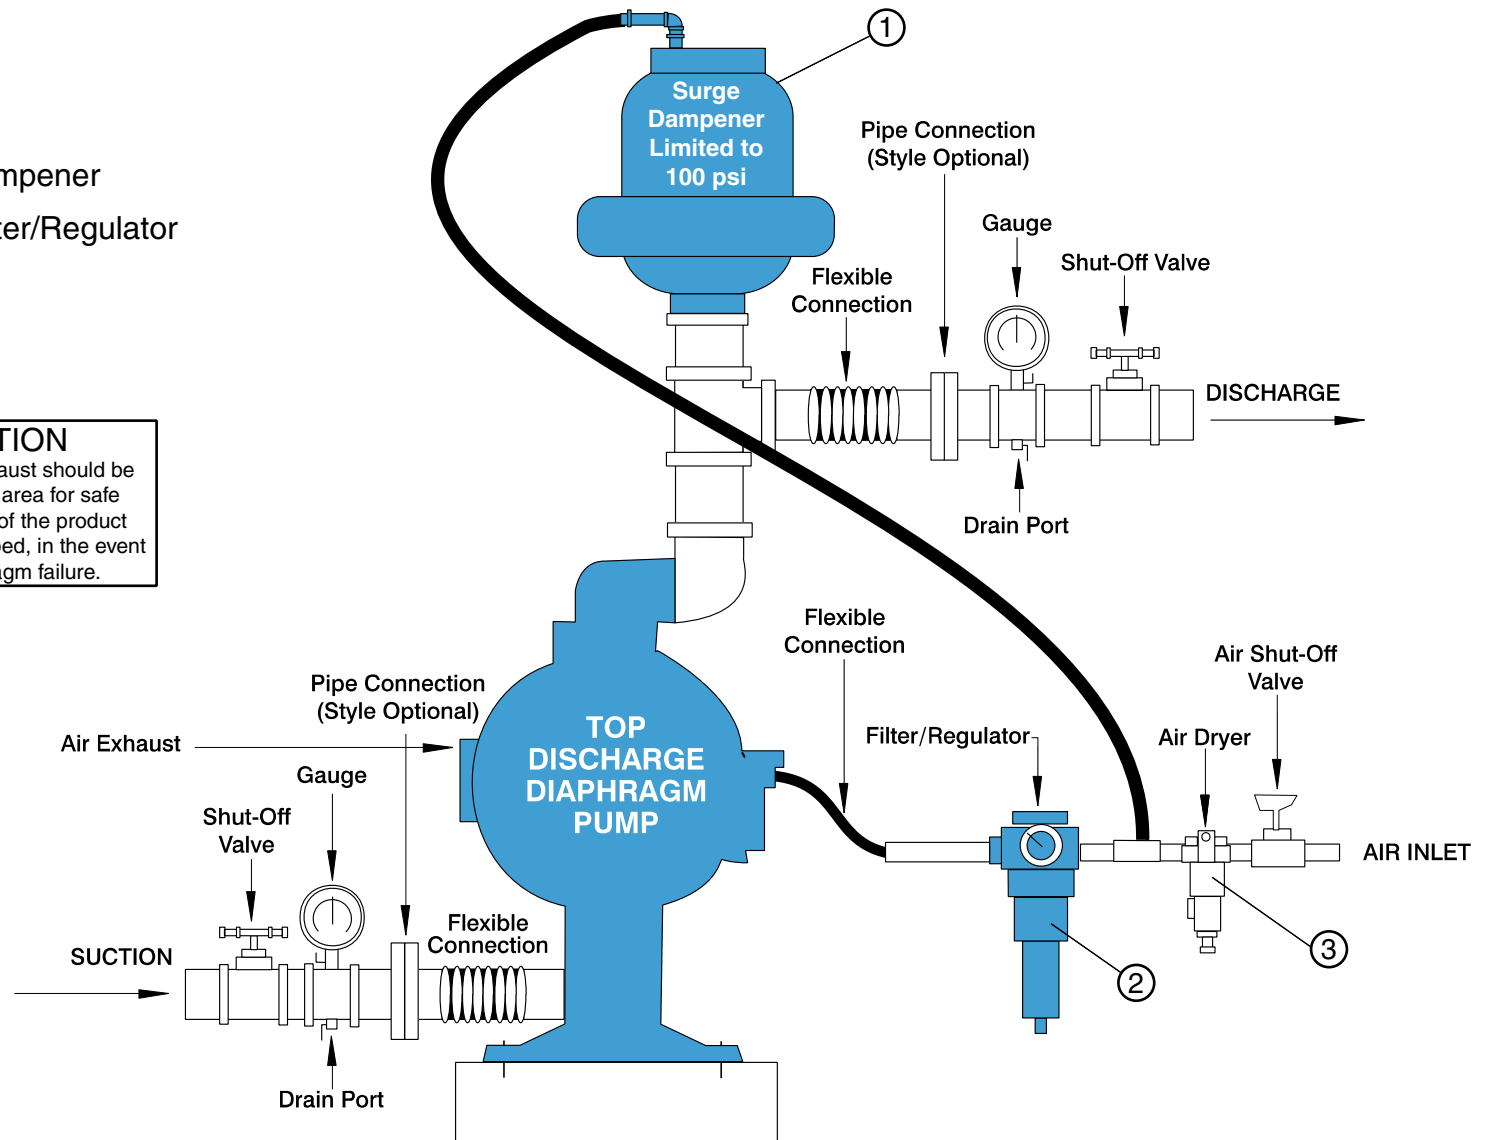 1
Surge
Dampener
Limited to
100 psi
Pipe Connection
(Style Optional)
mpener
Gauge
ter/Regulator
Shut-Off Valve
Flexible
Connection
DISCHARGE
TION
aust should be
area for safe
of the product
ped, in the event
agm failure.
Drain Port
Flexible
Connection
Air Shut-Off
Valve
Pipe Connection
(Style Optional)
TOP
DISCHARGE
DIAPHRAGM
PUMP
Air Exhaust
Filter/Regulator
Air Dryer
Gauge
Shut-Off
Valve
AIR INLET
Flexible
Connection
SUCTION
3
2
Drain Port